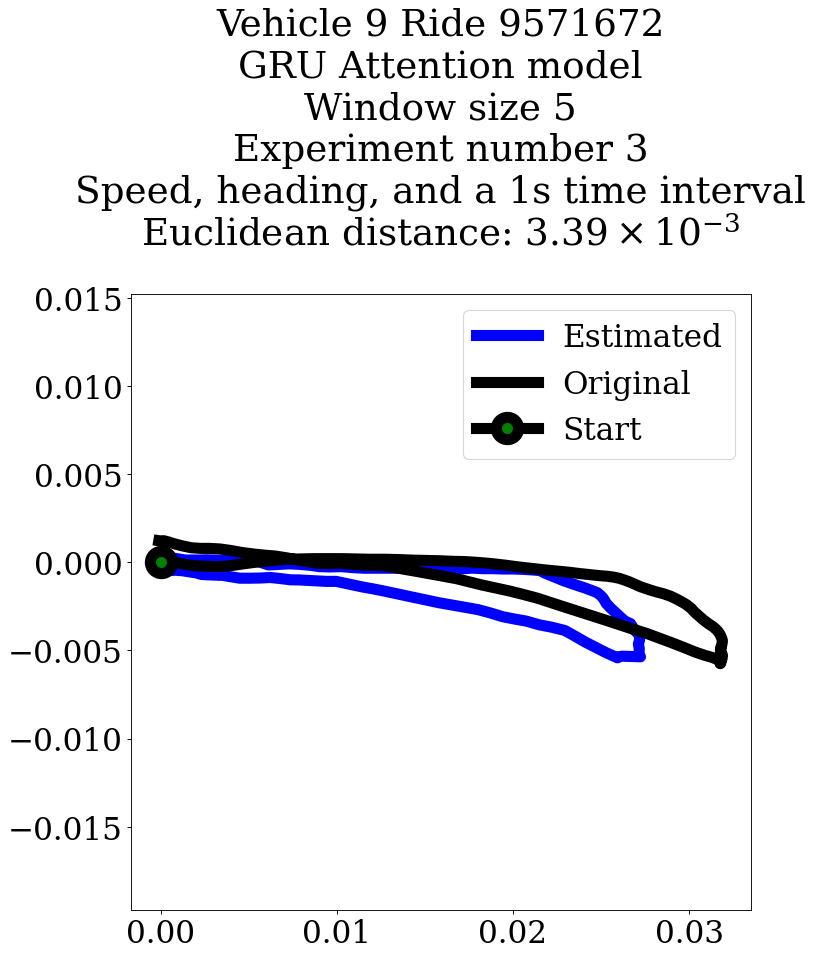 Vehicle 9 Ride 9571672
GRU Attention model
Window size 5
Experiment number 3
Speed, heading, and a 1s time interval
Euclidean distance: 3.39 × 10⁻³
Estimated
Original
Start
0.015
0.010
0.005
0.000
−0.005
−0.010
−0.015
0.00 0.01 0.02 0.03